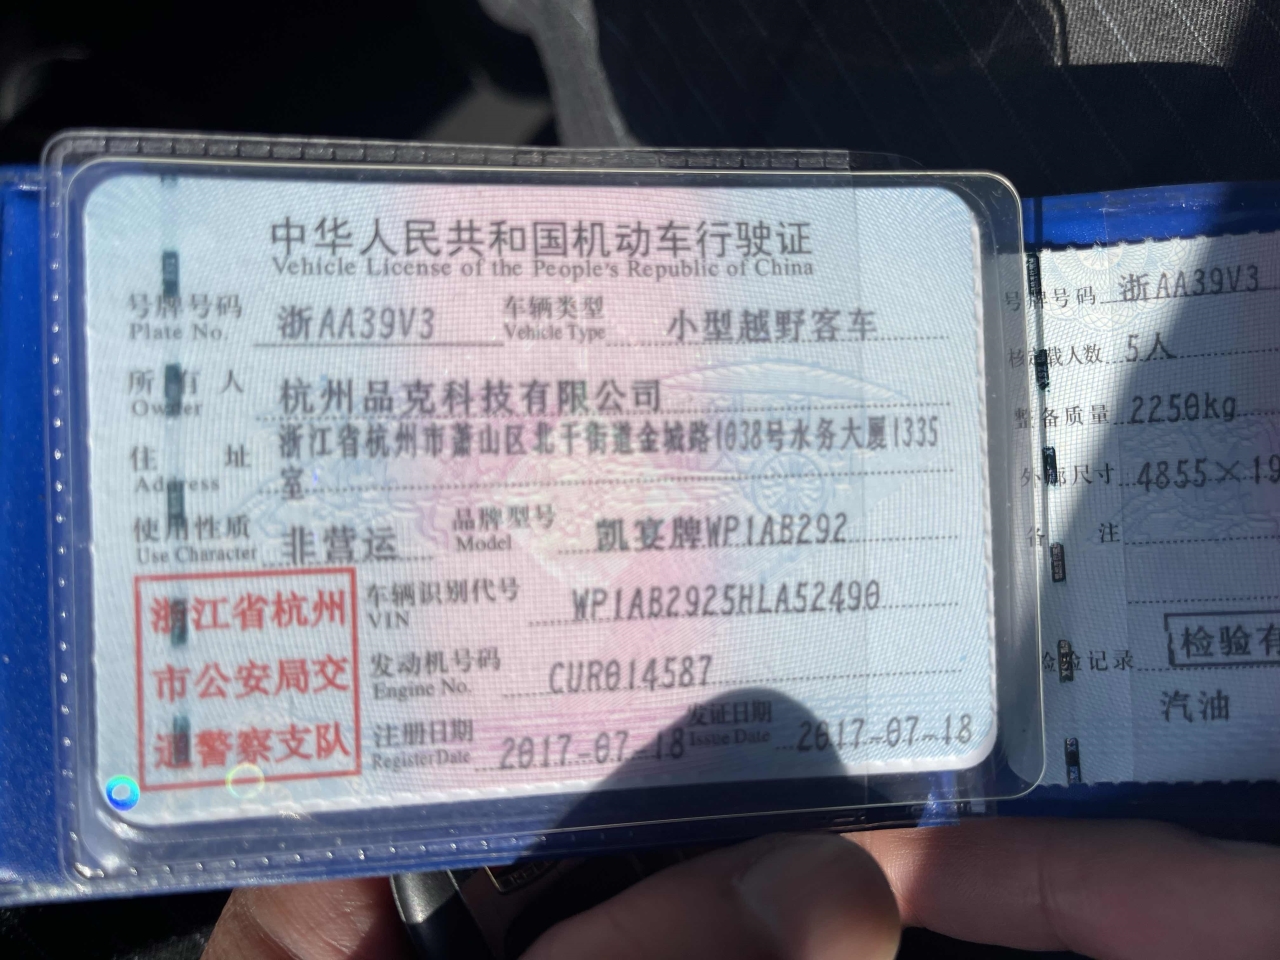 中华人民共和国机动车行驶证
Vehicle License of the People's Republic of China
号牌号码 浙AA39V3 车辆类型 小型越野客车
Plate No. Vehicle Type
所有人 杭州品克科技有限公司
Owner
浙江省杭州市萧山区北干街道金城路1038号水务大厦1335
住址 室
Address
使用性质 非营运 品牌型号 凯宴牌WP1AB292
Use Character Model
浙江省杭州
市公安局交
通警察支队
车辆识别代号 WP1AB2925HLA52490
VIN
发动机号码 CUR014587
Engine No.
注册日期 2017-07-18 发证日期 2017-07-18
Register Date Issue Date
号牌号码 浙AA39V3
核定载人数 5人
整备质量 2250kg
外廓尺寸 4855×19
备注
检验有
检验记录
汽油